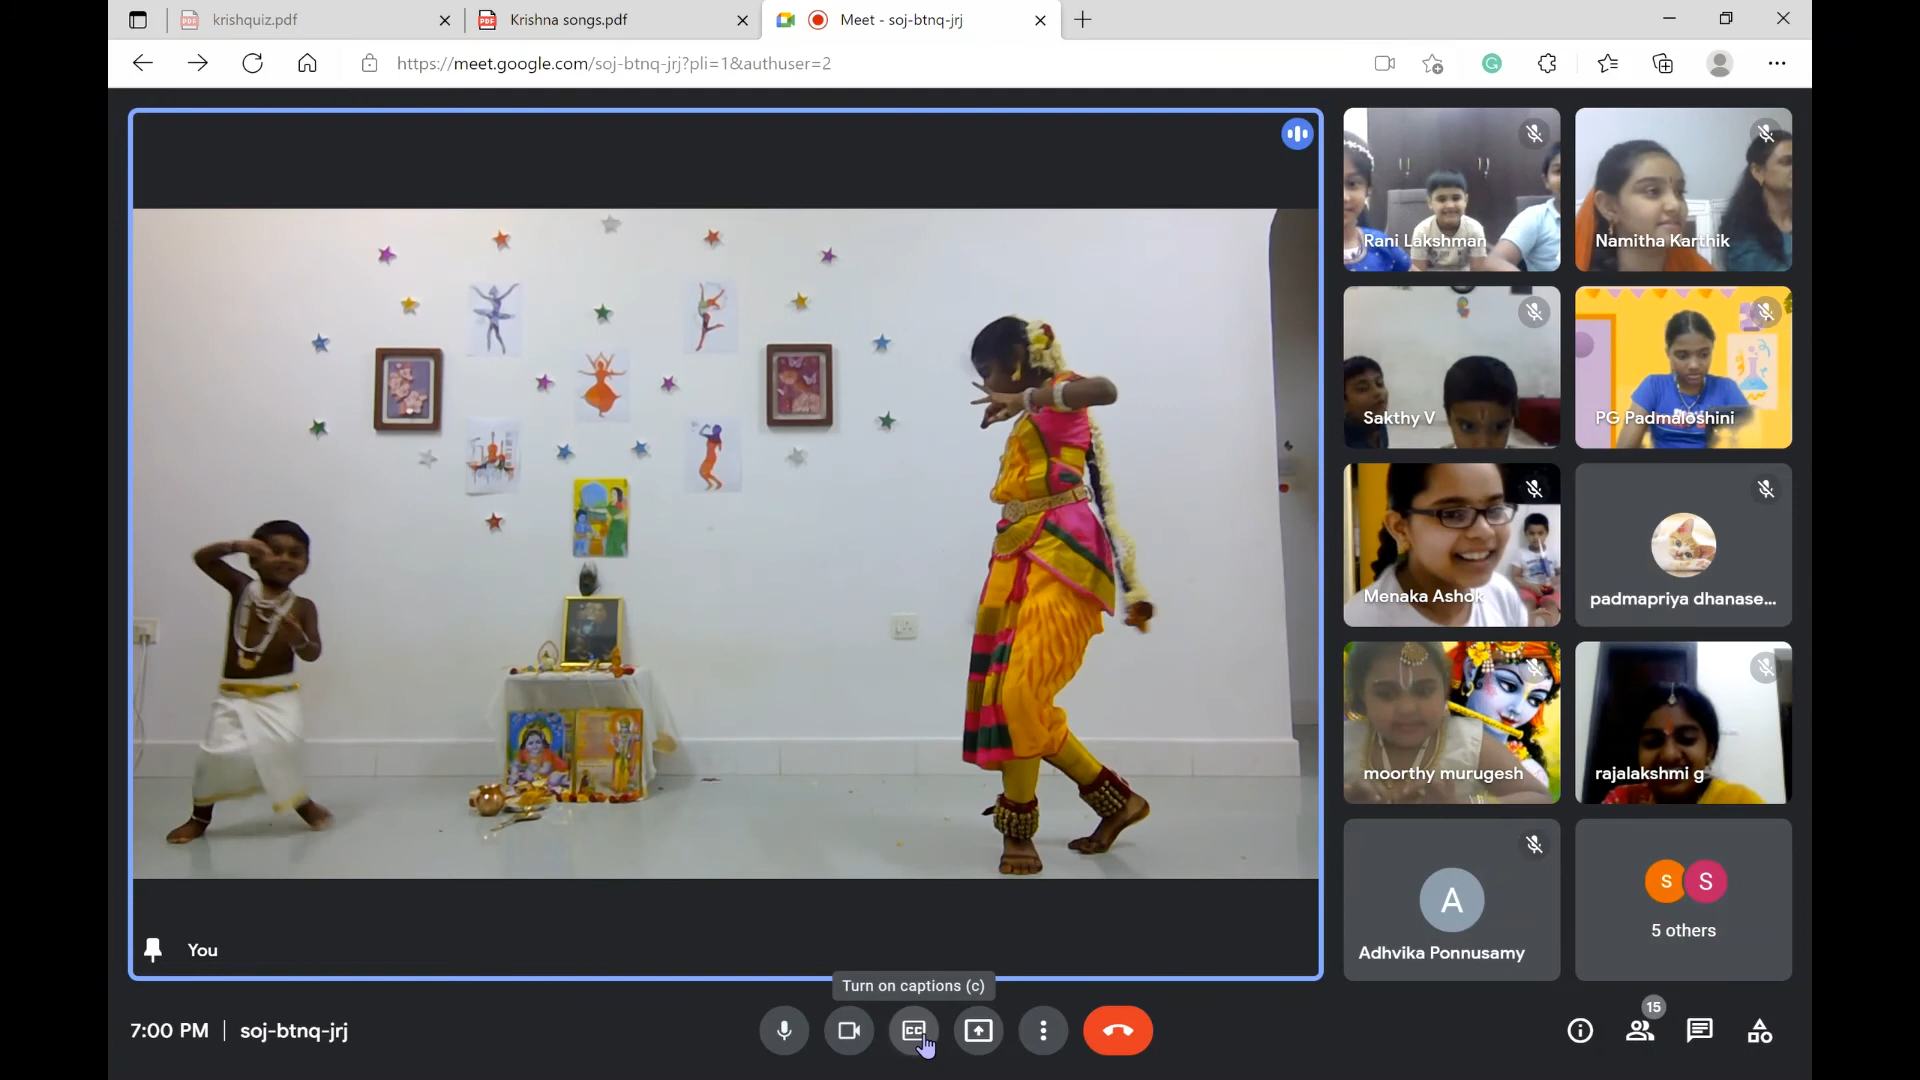 krishquiz.pdf
Krishna songs.pdf
Meet - soj-btnq-jrj
https://meet.google.com/soj-btnq-jrj?pli=1&authuser=2
Rani Lakshman
Namitha Karthik
Sakthy V
PG Padmaloshini
Menaka Ashok
padmapriya dhanase...
moorthy murugesh
rajalakshmi g
A
Adhvika Ponnusamy
S S
5 others
You
Turn on captions (c)
7:00 PM | soj-btnq-jrj
CC
15